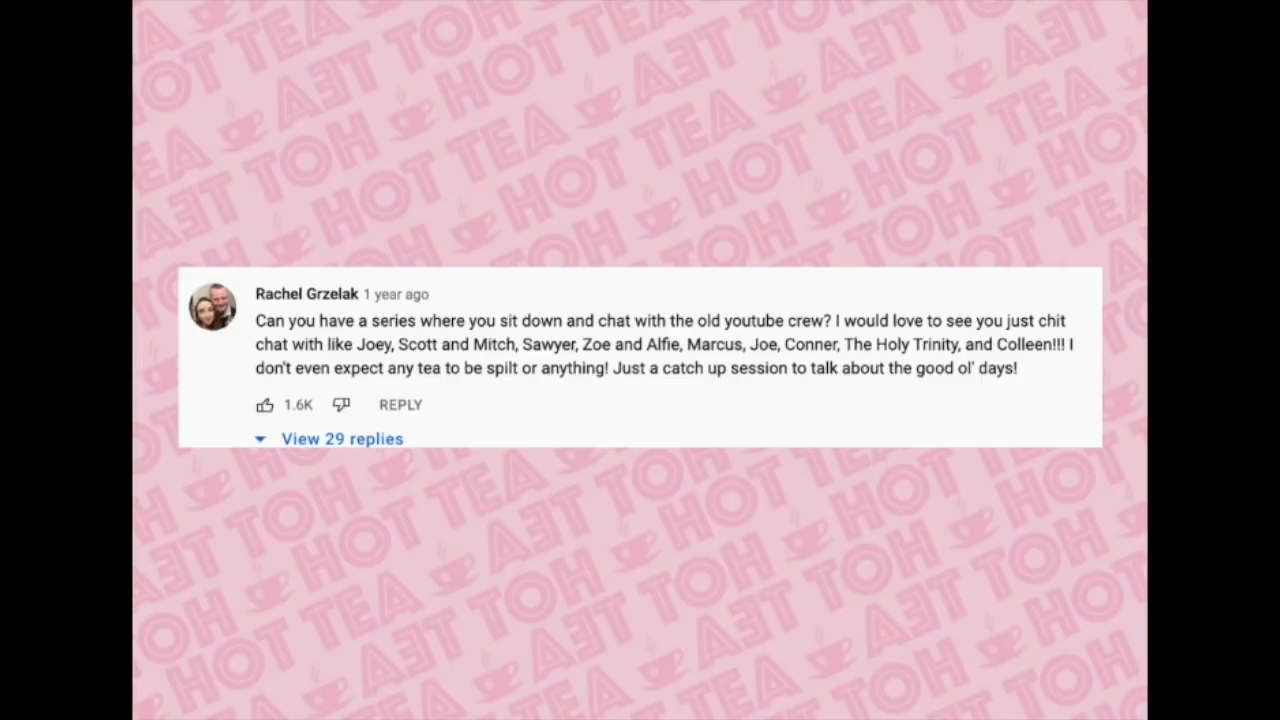 HOT TEA
Rachel Grzelak 1 year ago
Can you have a series where you sit down and chat with the old youtube crew? I would love to see you just chit
chat with like Joey, Scott and Mitch, Sawyer, Zoe and Alfie, Marcus, Joe, Conner, The Holy Trinity, and Colleen!!! I
don't even expect any tea to be spilt or anything! Just a catch up session to talk about the good ol' days!
1.6K REPLY
View 29 replies